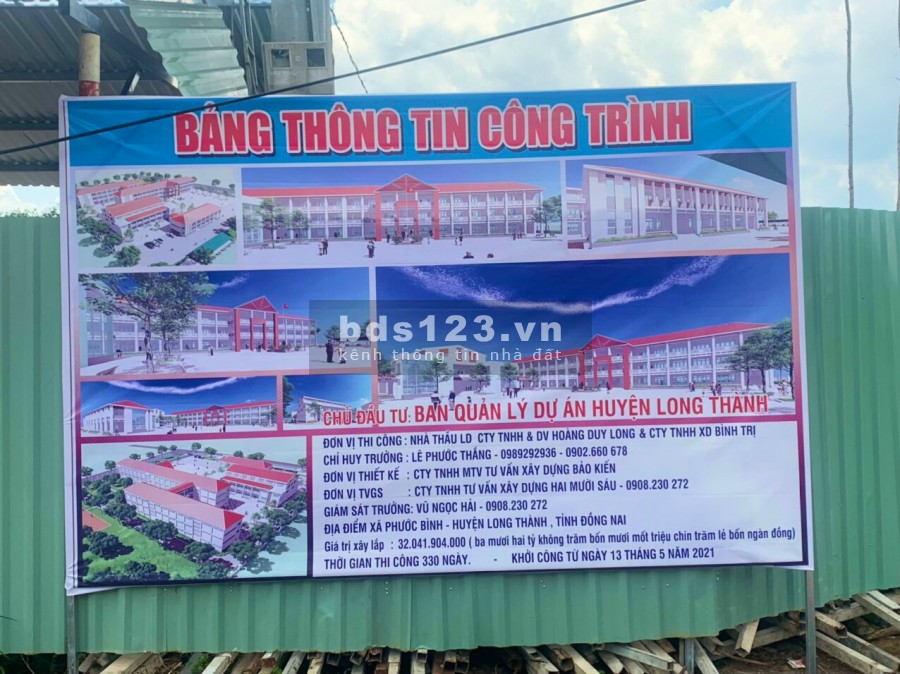 BẢNG THÔNG TIN CÔNG TRÌNH
bds123.vn
kênh thông tin nhà đất
CHỦ ĐẦU TƯ: BAN QUẢN LÝ DỰ ÁN HUYỆN LONG THÀNH
ĐƠN VỊ THI CÔNG : NHÀ THẦU LD CTY TNHH & DV HOÀNG DUY LONG & CTY TNHH XD BÌNH TRỊ
CHỈ HUY TRƯỞNG : LÊ PHƯỚC THẮNG - 0989292936 - 0902.660 678
ĐƠN VỊ THIẾT KẾ : CTY TNHH MTV TƯ VẤN XÂY DỰNG BẢO KIẾN
ĐƠN VỊ TVGS : CTY TNHH TƯ VẤN XÂY DỰNG HAI MƯỜI SÁU - 0908.230 272
GIÁM SÁT TRƯỞNG: VŨ NGỌC HẢI - 0908.230 272
ĐỊA ĐIỂM XÃ PHƯỚC BÌNH - HUYỆN LONG THÀNH , TỈNH ĐỒNG NAI
Giá trị xây lắp : 32.041.904.000 ( ba mươi hai tỷ không trăm bốn mươi mốt triệu chín trăm lẻ bốn ngàn đồng)
THỜI GIAN THI CÔNG 330 NGÀY. - KHỞI CÔNG TỪ NGÀY 13 THÁNG 5 NĂM 2021